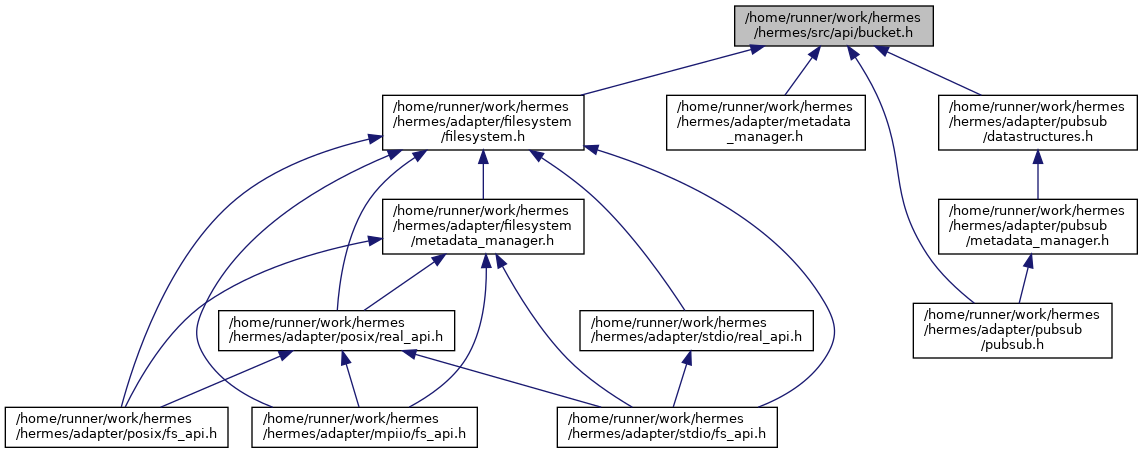 /home/runner/work/hermes
/hermes/src/api/bucket.h
/home/runner/work/hermes
/hermes/adapter/filesystem
/filesystem.h
/home/runner/work/hermes
/hermes/adapter/metadata
_manager.h
/home/runner/work/hermes
/hermes/adapter/pubsub
/datastructures.h
/home/runner/work/hermes
/hermes/adapter/filesystem
/metadata_manager.h
/home/runner/work/hermes
/hermes/adapter/pubsub
/metadata_manager.h
/home/runner/work/hermes
/hermes/adapter/posix/real_api.h
/home/runner/work/hermes
/hermes/adapter/stdio/real_api.h
/home/runner/work/hermes
/hermes/adapter/pubsub
/pubsub.h
/home/runner/work/hermes
/hermes/adapter/posix/fs_api.h
/home/runner/work/hermes
/hermes/adapter/mpiio/fs_api.h
/home/runner/work/hermes
/hermes/adapter/stdio/fs_api.h